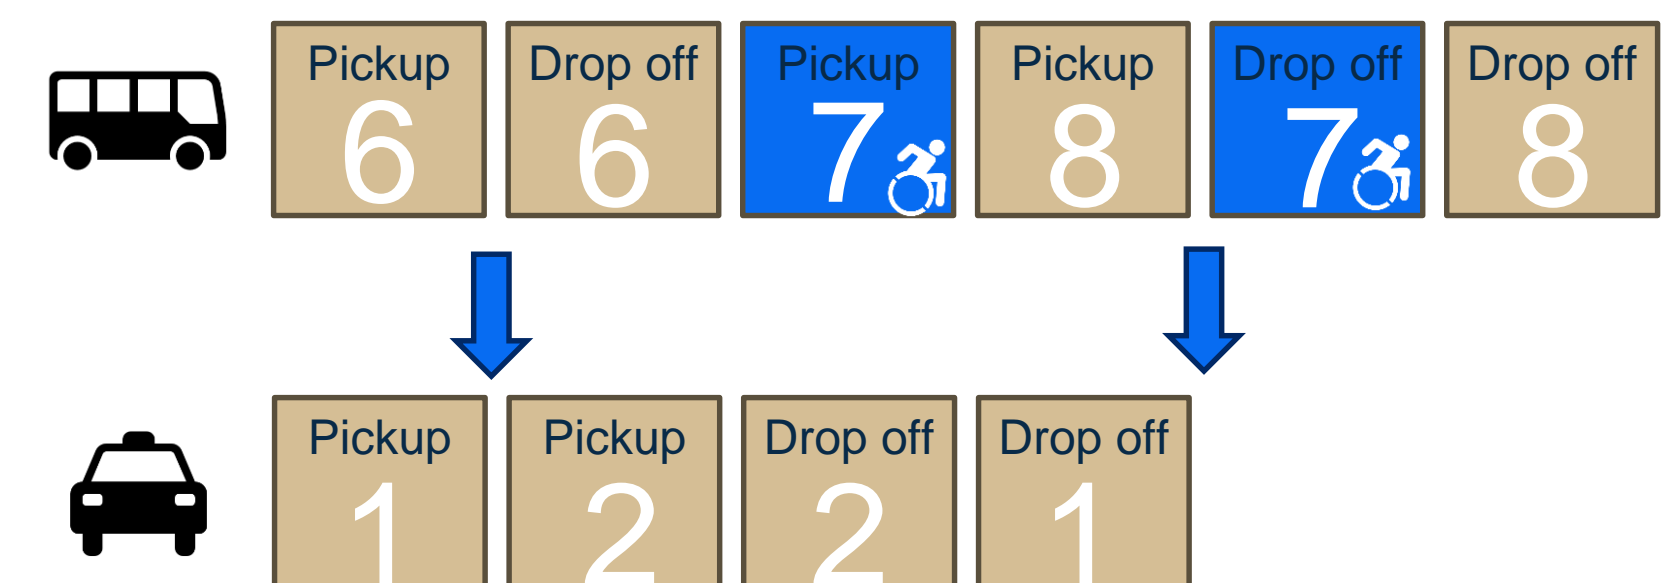 Pickup Drop off Pickup Pickup Drop off Drop off
6 6 7 8 7 8
Pickup Pickup Drop off Drop off
1 2 2 1